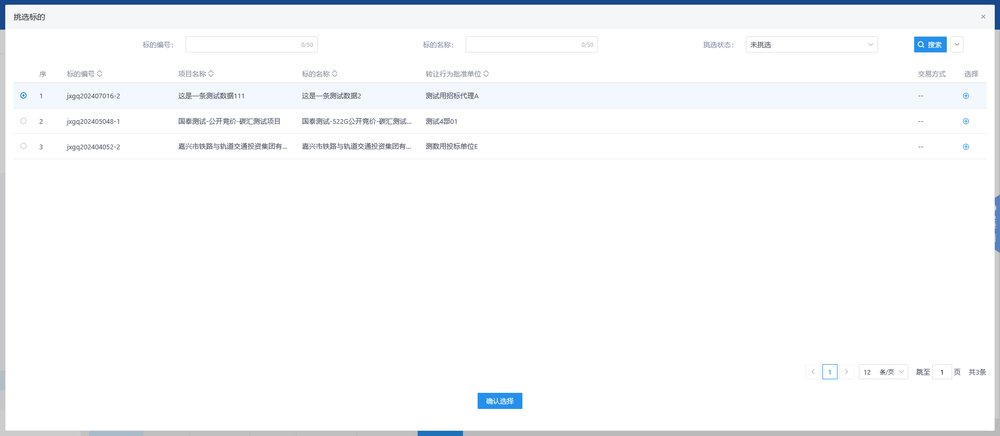 挑选标的
标的编号: 0/50 标的名称: 0/50 挑选状态: 未挑选 搜索
序 标的编号 项目名称 标的名称 转让行为批准单位 交易方式 选择
1 jxgq202407016-2 这是一条测试数据111 这是一条测试数据2 测试用招标代理A --
2 jxgq202405048-1 国泰测试-公开竞价-碳汇测试项目 国泰测试-522G公开竞价-碳汇测试... 测试4部01 --
3 jxgq202404052-2 嘉兴市铁路与轨道交通投资集团有... 嘉兴市铁路与轨道交通投资集团有... 测数用投标单位E --
1 12 条/页 跳至 1 页 共3条
确认选择